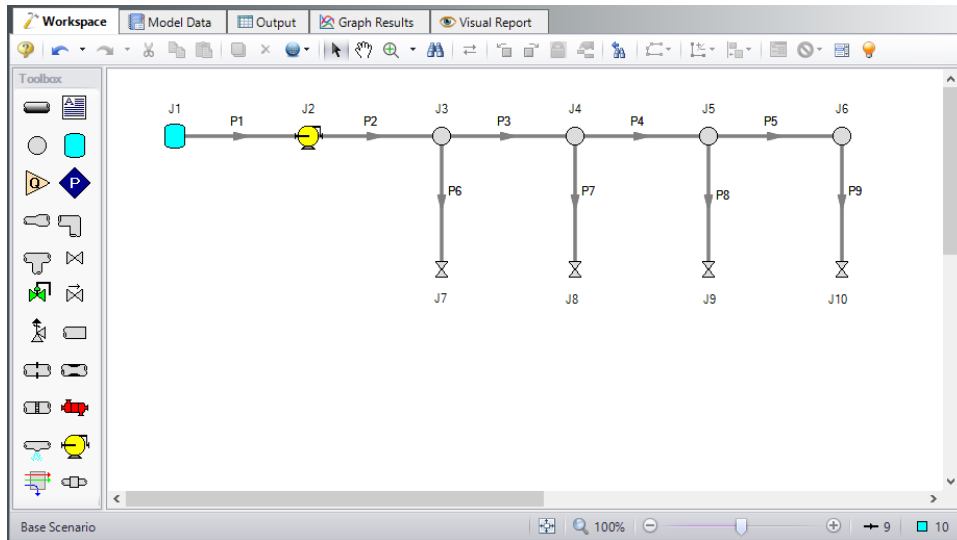 Workspace Model Data Output Graph Results Visual Report
Toolbox
A
Q P
J1 J2 J3 J4 J5 J6
P1 P2 P3 P4 P5
P6 P7 P8 P9
J7 J8 J9 J10
Base Scenario 100% 9 10